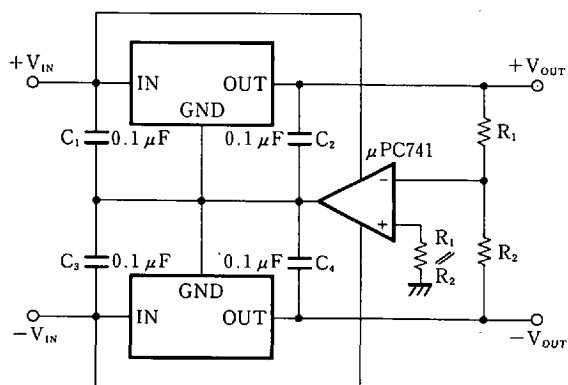 +V_IN
IN
OUT
GND
+V_OUT
C₁
0.1 μF
0.1 μF
C₂
μPC741
R₁
−
+
R₁
//
R₂
R₂
C₃
0.1 μF
0.1 μF
C₄
GND
IN
OUT
−V_IN
−V_OUT